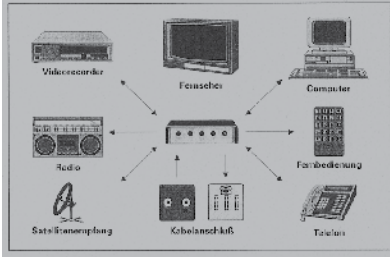 Videorecorder
Fernseher
Computer
Radio
Fernbedienung
Satellitenempfang
Kabelanschluß
Telefon